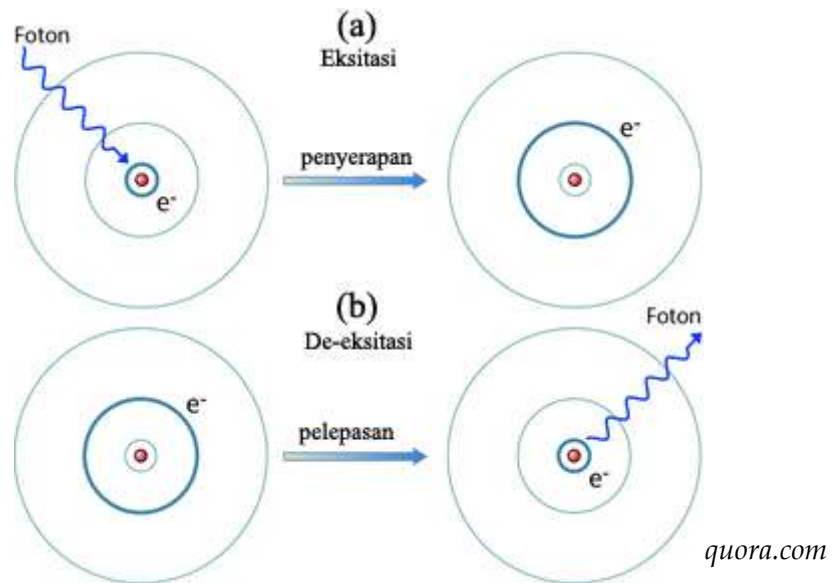 (a)
Eksitasi
Foton
penyerapan
e-
e-
(b)
De-eksitasi
Foton
e-
pelepasan
e-
quora.com